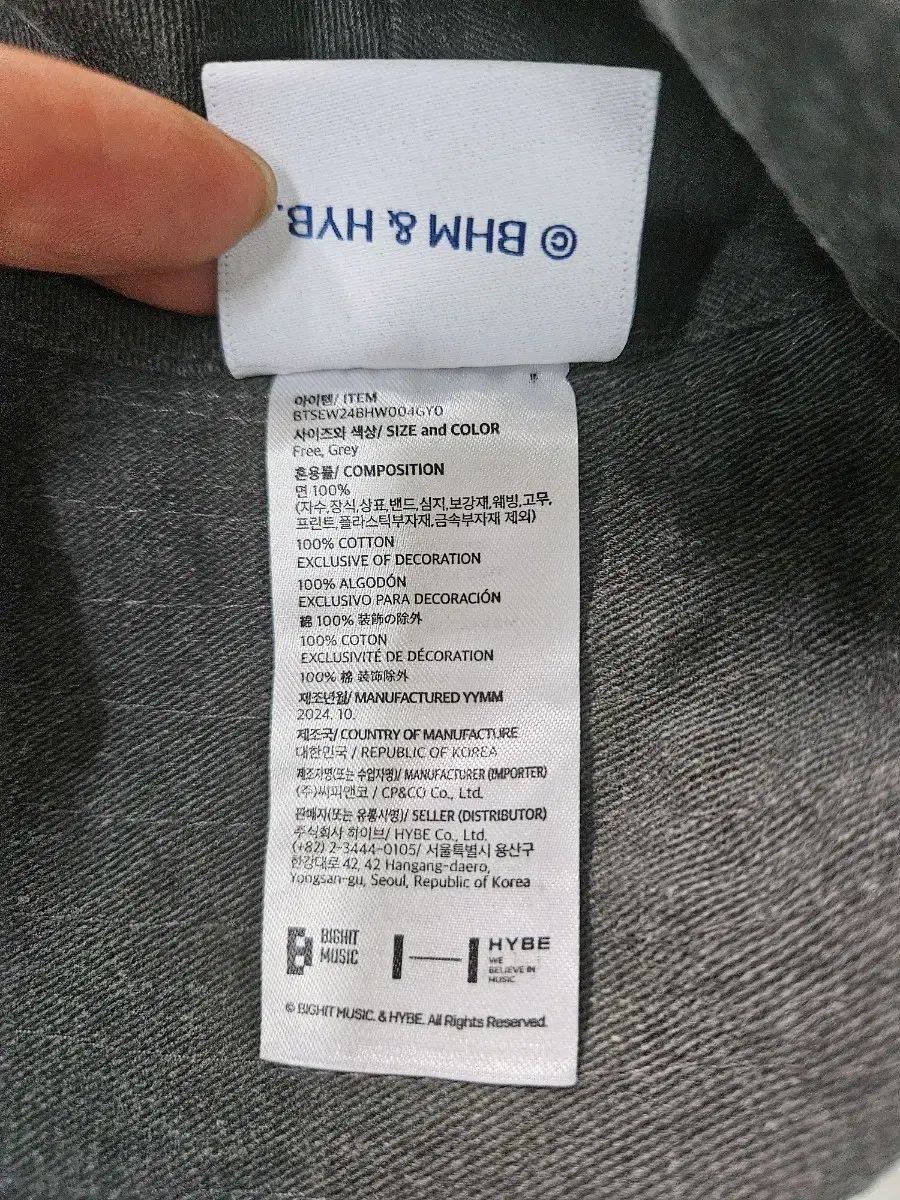 © BHM & HYB
아이템/ ITEM
BTSEW24BHW004GY0
사이즈와 색상/ SIZE and COLOR
Free, Grey
혼용률/ COMPOSITION
면 100%
(자수,장식,상표,밴드,심지,보강재,웨빙,고무,
프린트,플라스틱부자재,금속부자재 제외)
100% COTTON
EXCLUSIVE OF DECORATION
100% ALGODÓN
EXCLUSIVO PARA DECORACIÓN
綿 100% 装飾の除外
100% COTON
EXCLUSIVITÉ DE DÉCORATION
100% 棉 装饰除外
제조년월/ MANUFACTURED YYMM
2024. 10.
제조국/ COUNTRY OF MANUFACTURE
대한민국 / REPUBLIC OF KOREA
제조자명(또는 수입자명)/ MANUFACTURER (IMPORTER)
(주)씨피앤코 / CP&CO Co., Ltd.
판매자(또는 유통사명)/ SELLER (DISTRIBUTOR)
주식회사 하이브/ HYBE Co., Ltd.
(+82) 2-3444-0105/ 서울특별시 용산구
한강대로 42, 42 Hangang-daero,
Yongsan-gu, Seoul, Republic of Korea
BIGHIT
MUSIC
HYBE
WE
BELIEVE IN
MUSIC
© BIGHIT MUSIC. & HYBE. All Rights Reserved.